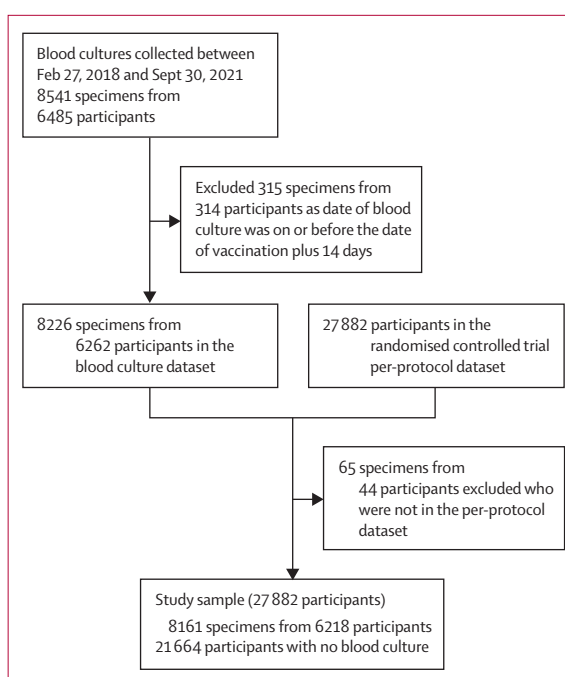 Blood cultures collected between
Feb 27, 2018 and Sept 30, 2021
8541 specimens from
6485 participants
Excluded 315 specimens from
314 participants as date of blood
culture was on or before the date
of vaccination plus 14 days
8226 specimens from
6262 participants in the
blood culture dataset
27 882 participants in the
randomised controlled trial
per-protocol dataset
65 specimens from
44 participants excluded who
were not in the per-protocol
dataset
Study sample (27 882 participants)
8161 specimens from 6218 participants
21 664 participants with no blood culture